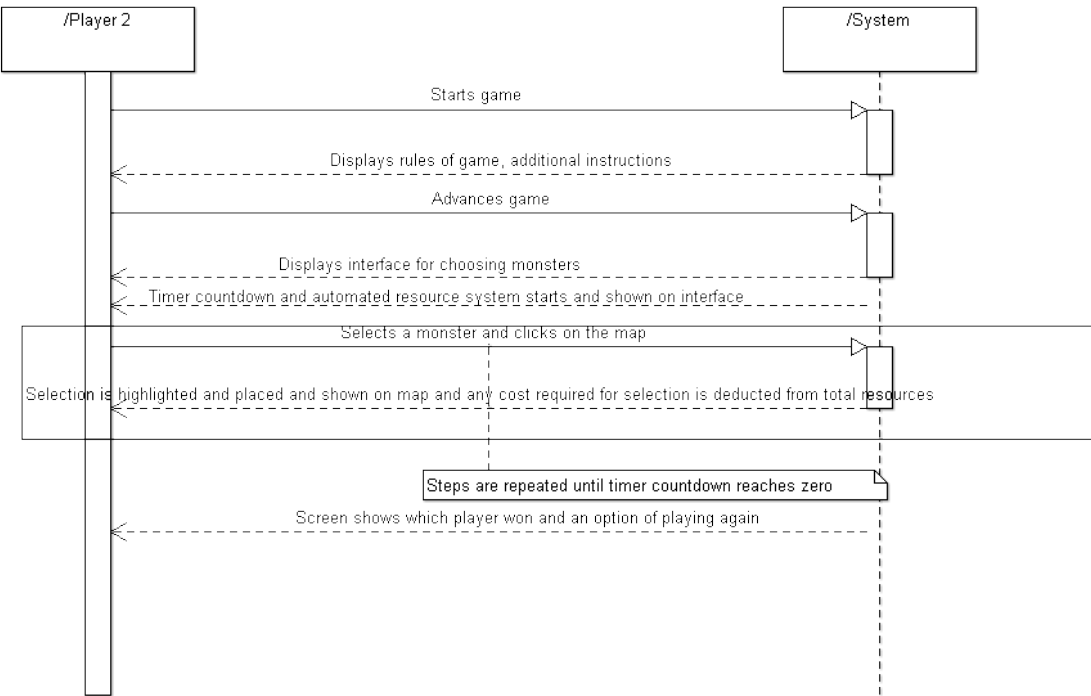 /Player 2
/System
Starts game
Displays rules of game, additional instructions
Advances game
Displays interface for choosing monsters
Timer countdown and automated resource system starts and shown on interface
Selects a monster and clicks on the map
Selection is highlighted and placed and shown on map and any cost required for selection is deducted from total resources
Steps are repeated until timer countdown reaches zero
Screen shows which player won and an option of playing again